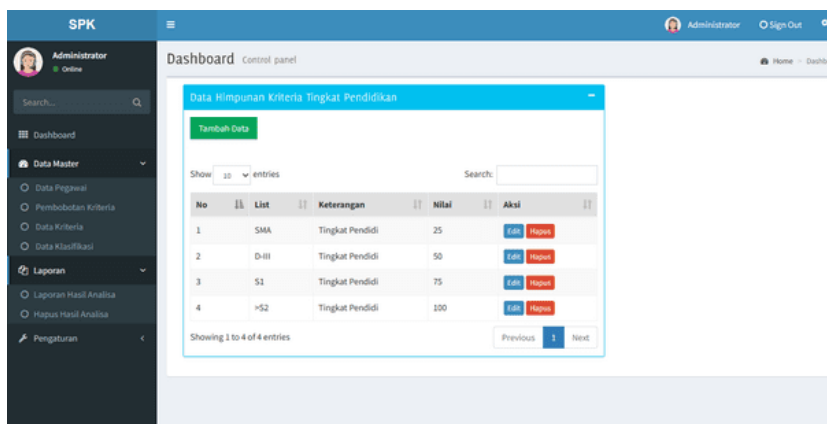 SPK
Administrator
Sign Out
Administrator
Online
Dashboard Control panel
Home > Dashb
Search...
Dashboard
Data Master
Data Pegawai
Pembobotan Kriteria
Data Kriteria
Data Klasifikasi
Laporan
Laporan Hasil Analisa
Hapus Hasil Analisa
Pengaturan
Data Himpunan Kriteria Tingkat Pendidikan
Tambah Data
Show 10 entries
Search:
No List Keterangan Nilai Aksi
1 SMA Tingkat Pendidi 25 Edit Hapus
2 D-III Tingkat Pendidi 50 Edit Hapus
3 S1 Tingkat Pendidi 75 Edit Hapus
4 >S2 Tingkat Pendidi 100 Edit Hapus
Showing 1 to 4 of 4 entries
Previous 1 Next